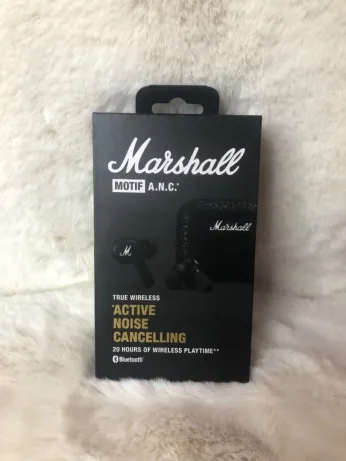 Marshall
MOTIF A.N.C.*
Marshall
M
TRUE WIRELESS
*ACTIVE
NOISE
CANCELLING
20 HOURS OF WIRELESS PLAYTIME**
Bluetooth®